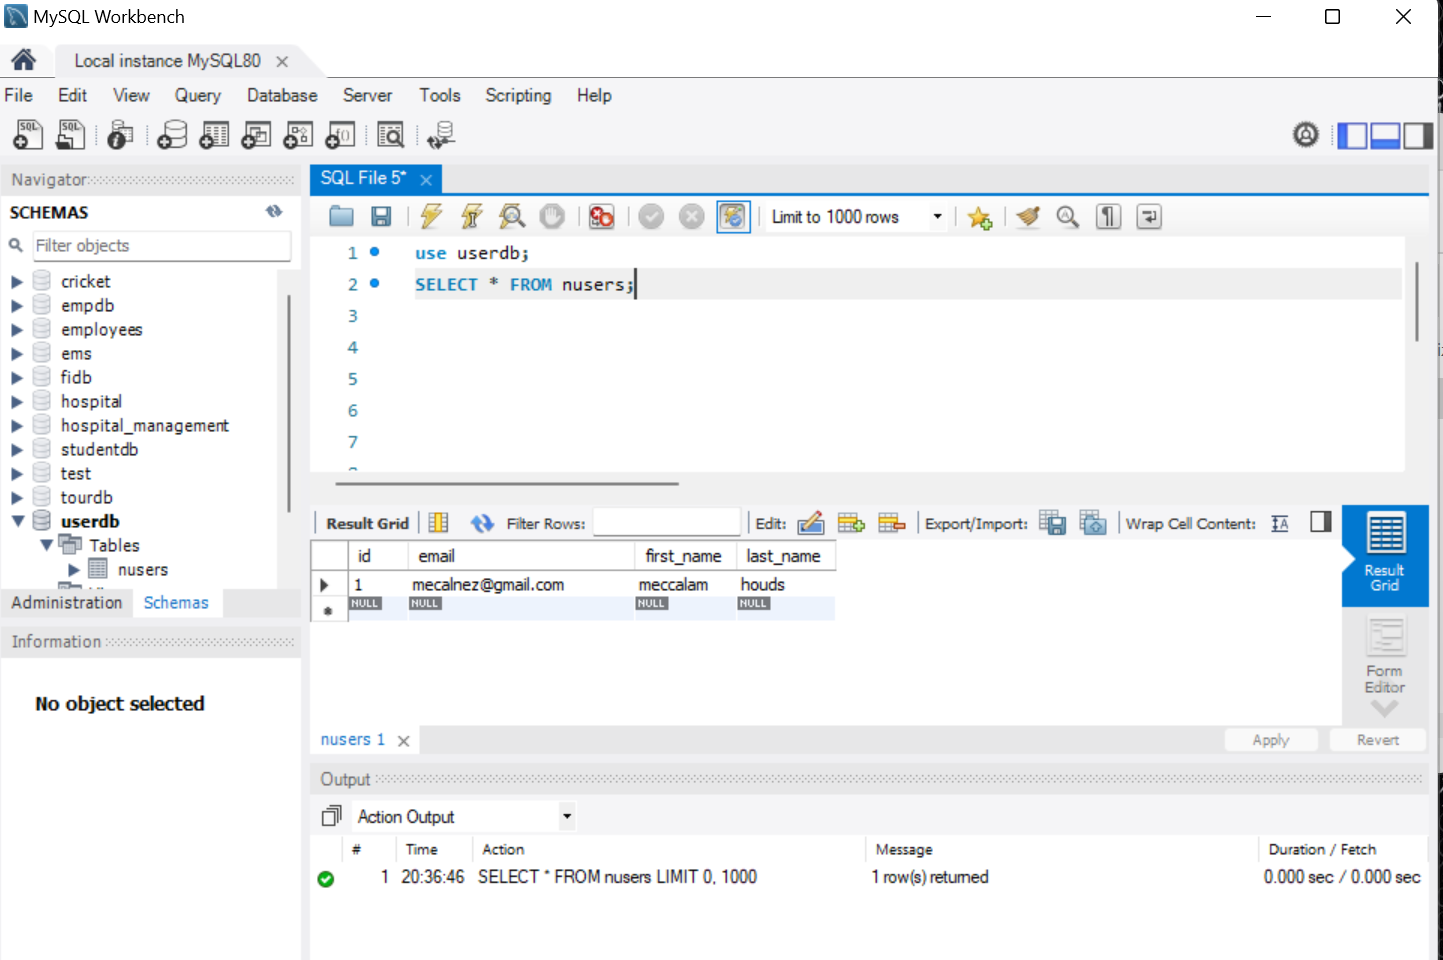 MySQL Workbench
Local instance MySQL80
File Edit View Query Database Server Tools Scripting Help
Navigator
SCHEMAS
Filter objects
cricket
empdb
employees
ems
fidb
hospital
hospital_management
studentdb
test
tourdb
userdb
Tables
nusers
Administration Schemas
Information
No object selected
SQL File 5*
Limit to 1000 rows
1 use userdb;
2 SELECT * FROM nusers;
3
4
5
6
7
Result Grid Filter Rows: Edit: Export/Import: Wrap Cell Content:
id email first_name last_name
1 mecalnez@gmail.com meccalam houds
NULL NULL NULL NULL
Result
Grid
Form
Editor
nusers 1
Apply Revert
Output
Action Output
# Time Action Message Duration / Fetch
1 20:36:46 SELECT * FROM nusers LIMIT 0, 1000 1 row(s) returned 0.000 sec / 0.000 sec